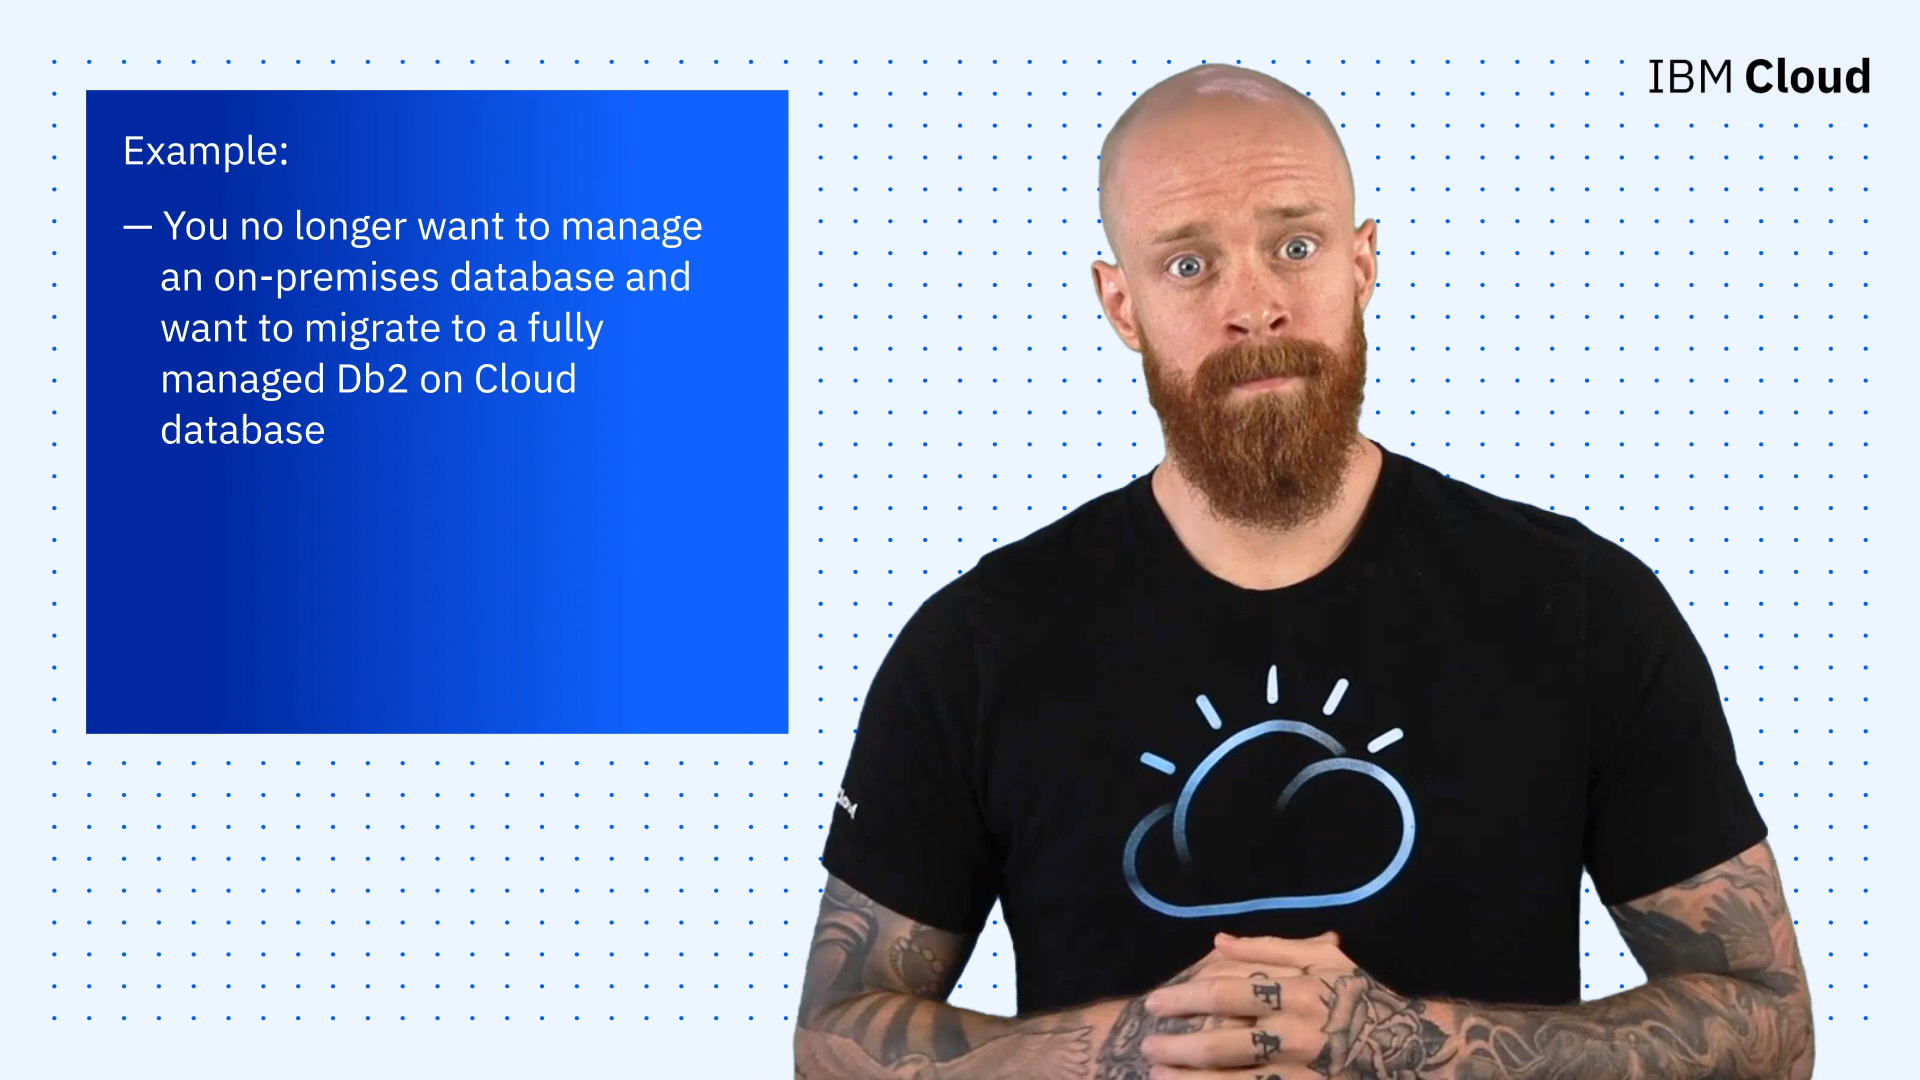 IBM Cloud
Example:
— You no longer want to manage
an on-premises database and
want to migrate to a fully
managed Db2 on Cloud
database